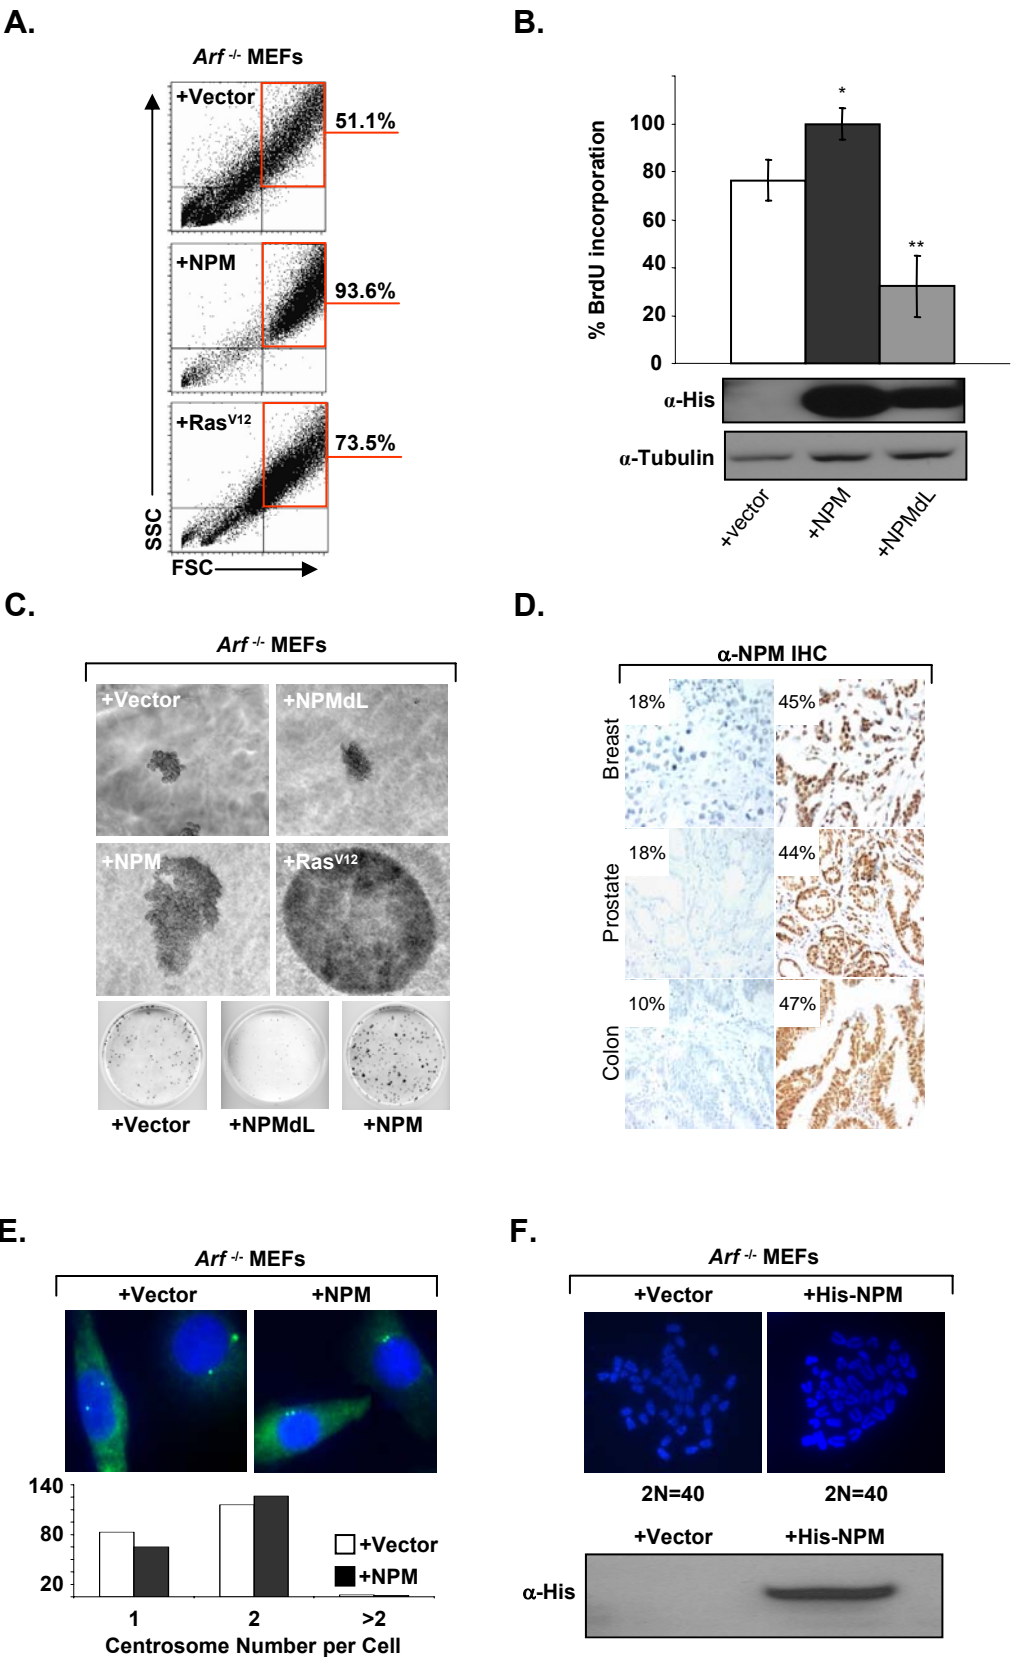 A.
Arf -/- MEFs
+Vector
51.1%
+NPM
93.6%
+RasV12
73.5%
SSC
FSC
B.
% BrdU incorporation
100
80
60
40
20
0
*
**
α-His
α-Tubulin
+vector
+NPM
+NPMdL
C.
Arf -/- MEFs
+Vector
+NPMdL
+NPM
+RasV12
+Vector
+NPMdL
+NPM
D.
α-NPM IHC
Breast
18%
45%
Prostate
18%
44%
Colon
10%
47%
E.
Arf -/- MEFs
+Vector
+NPM
140
80
20
+Vector
+NPM
1
2
>2
Centrosome Number per Cell
F.
Arf -/- MEFs
+Vector
+His-NPM
2N=40
2N=40
+Vector
+His-NPM
α-His